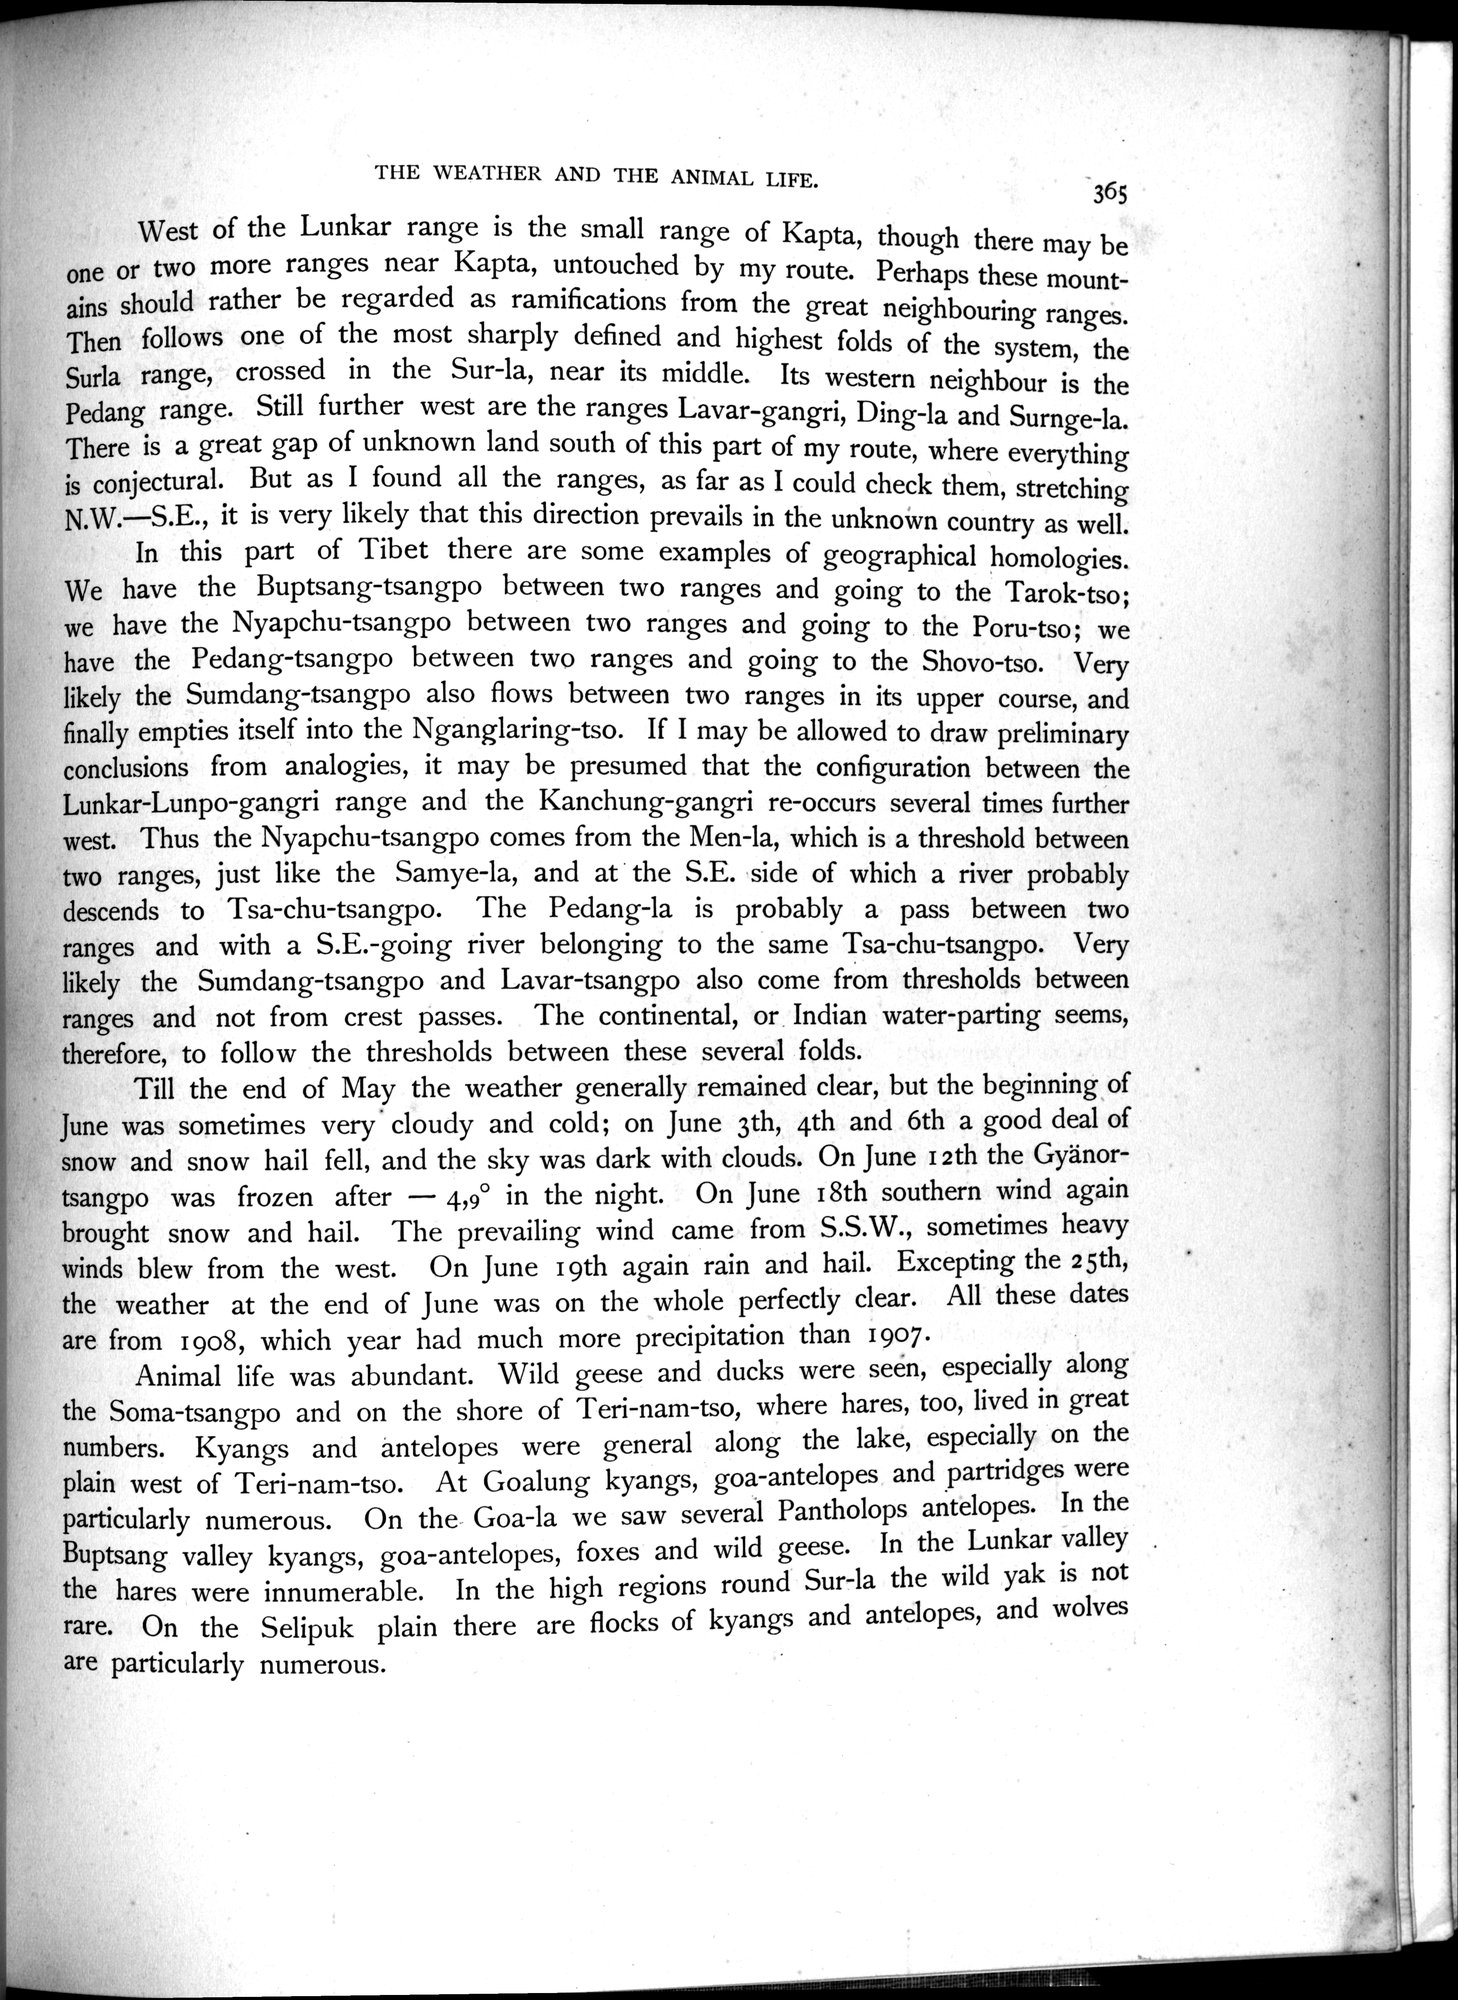 THE WEATHER AND THE ANIMAL LIFE.
365
West of the Lunkar range is the small range of Kapta, though there may be
one or two more ranges near Kapta, untouched by my route. Perhaps these mount-
ains should rather be regarded as ramifications from the great neighbouring ranges.
Then follows one of the most sharply defined and highest folds of the system, the
Surla range, crossed in the Sur-la, near its middle. Its western neighbour is the
Pedang range. Still further west are the ranges Lavar-gangri, Ding-la and Surnge-la.
There is a great gap of unknown land south of this part of my route, where everything
is conjectural. But as I found all the ranges, as far as I could check them, stretching
N.W.—S.E., it is very likely that this direction prevails in the unknown country as well.
In this part of Tibet there are some examples of geographical homologies.
We have the Buptsang-tsangpo between two ranges and going to the Tarok-tso;
we have the Nyapchu-tsangpo between two ranges and going to the Poru-tso; we
have the Pedang-tsangpo between two ranges and going to the Shovo-tso. Very
likely the Sumdang-tsangpo also flows between two ranges in its upper course, and
finally empties itself into the Nganglaring-tso. If I may be allowed to draw preliminary
conclusions from analogies, it may be presumed that the configuration between the
Lunkar-Lunpo-gangri range and the Kanchung-gangri re-occurs several times further
west. Thus the Nyapchu-tsangpo comes from the Men-la, which is a threshold between
two ranges, just like the Samye-la, and at the S.E. side of which a river probably
descends to Tsa-chu-tsangpo. The Pedang-la is probably a pass between two
ranges and with a S.E.-going river belonging to the same Tsa-chu-tsangpo. Very
likely the Sumdang-tsangpo and Lavar-tsangpo also come from thresholds between
ranges and not from crest passes. The continental, or Indian water-parting seems,
therefore, to follow the thresholds between these several folds.
Till the end of May the weather generally remained clear, but the beginning of
June was sometimes very cloudy and cold; on June 3th, 4th and 6th a good deal of
snow and snow hail fell, and the sky was dark with clouds. On June 12th the Gyänor-
tsangpo was frozen after — 4,9° in the night. On June 18th southern wind again
brought snow and hail. The prevailing wind came from S.S.W., sometimes heavy
winds blew from the west. On June 19th again rain and hail. Excepting the 25th,
the weather at the end of June was on the whole perfectly clear. All these dates
are from 1908, which year had much more precipitation than 1907.
Animal life was abundant. Wild geese and ducks were seen, especially along
the Soma-tsangpo and on the shore of Teri-nam-tso, where hares, too, lived in great
numbers. Kyangs and antelopes were general along the lake, especially on the
plain west of Teri-nam-tso. At Goalung kyangs, goa-antelopes and partridges were
particularly numerous. On the Goa-la we saw several Pantholops antelopes. In the
Buptsang valley kyangs, goa-antelopes, foxes and wild geese. In the Lunkar valley
the hares were innumerable. In the high regions round Sur-la the wild yak is not
rare. On the Selipuk plain there are flocks of kyangs and antelopes, and wolves
are particularly numerous.